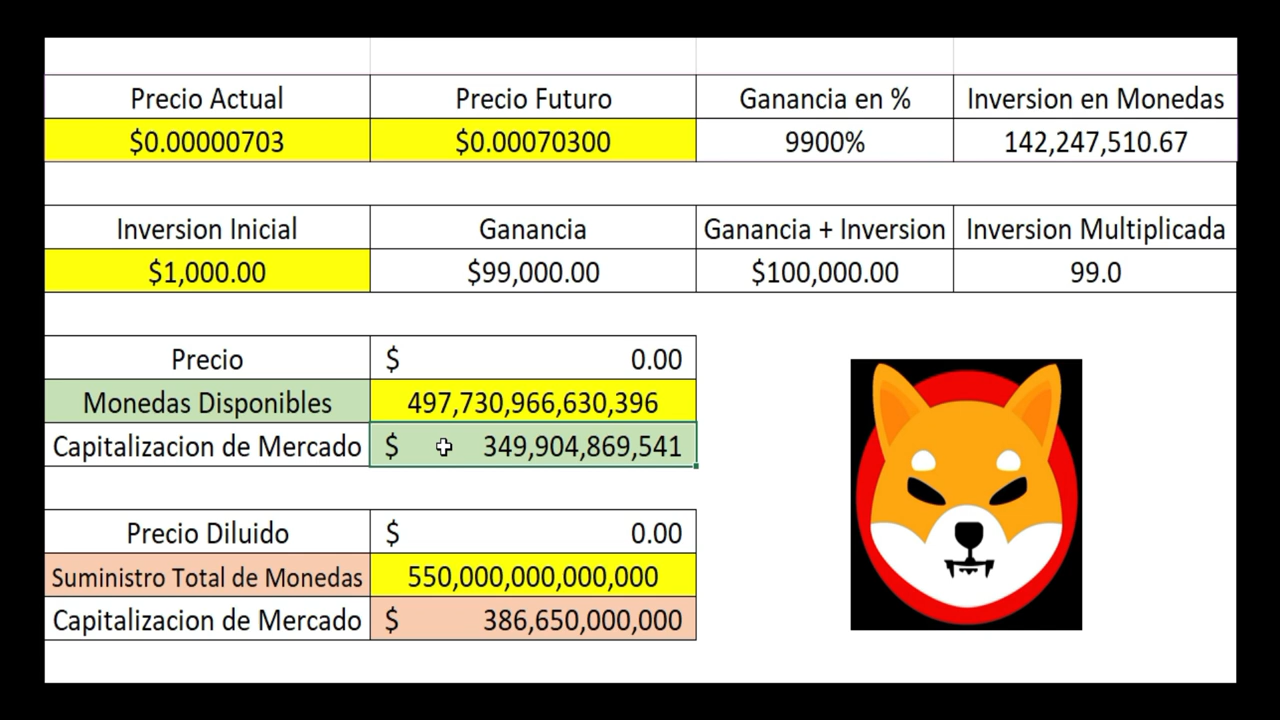 Precio Actual Precio Futuro Ganancia en % Inversion en Monedas
$0.00000703 $0.00070300 9900% 142,247,510.67
Inversion Inicial Ganancia Ganancia + Inversion Inversion Multiplicada
$1,000.00 $99,000.00 $100,000.00 99.0
Precio $ 0.00
Monedas Disponibles 497,730,966,630,396
Capitalizacion de Mercado $ 349,904,869,541
Precio Diluido $ 0.00
Suministro Total de Monedas 550,000,000,000,000
Capitalizacion de Mercado $ 386,650,000,000